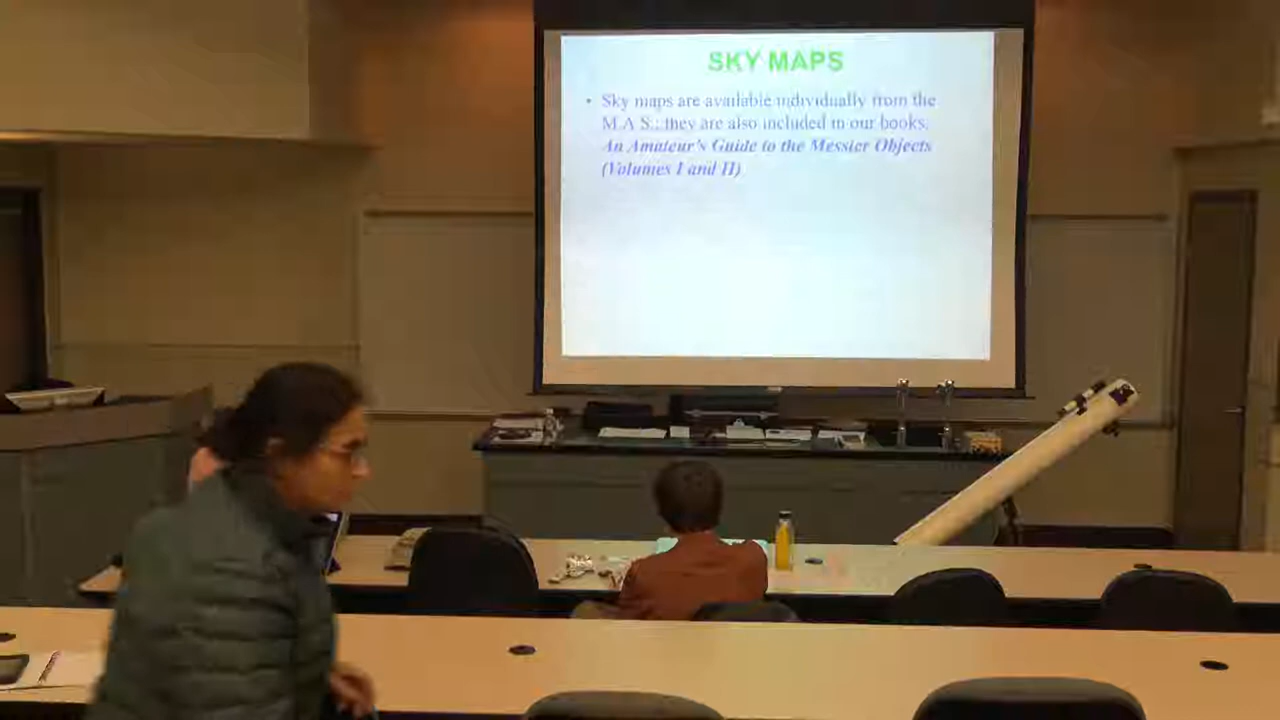 SKY MAPS
• Sky maps are available individually from the
M.A.S.; they are also included in our books,
An Amateur's Guide to the Messier Objects
(Volumes I and II)